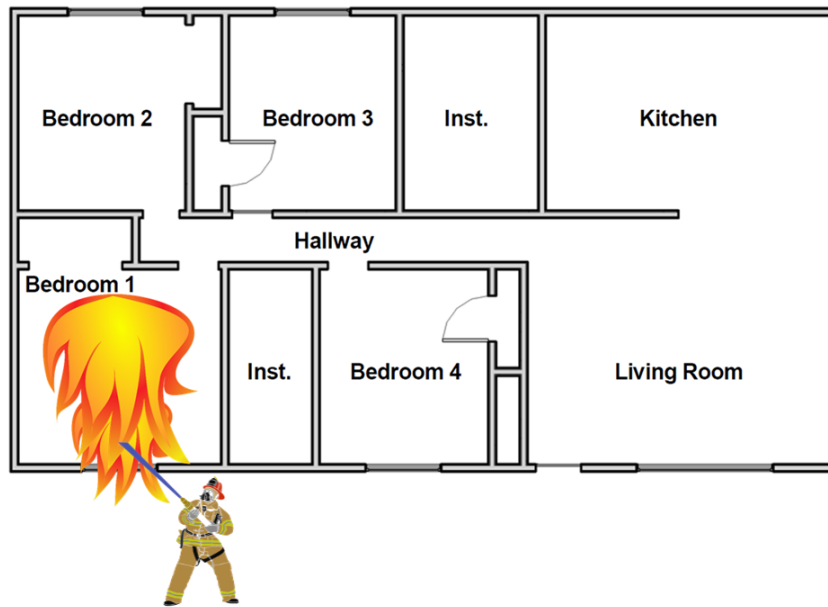 Bedroom 2
Bedroom 3
Inst.
Kitchen
Hallway
Bedroom 1
Inst.
Bedroom 4
Living Room